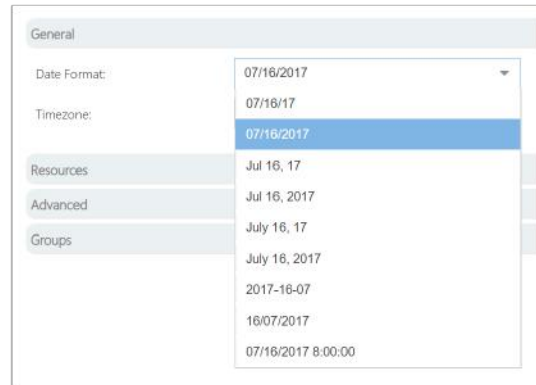 General
Date Format:
07/16/2017
07/16/17
Timezone:
07/16/2017
Resources
Jul 16, 17
Advanced
Jul 16, 2017
Groups
July 16, 17
July 16, 2017
2017-16-07
16/07/2017
07/16/2017 8:00:00